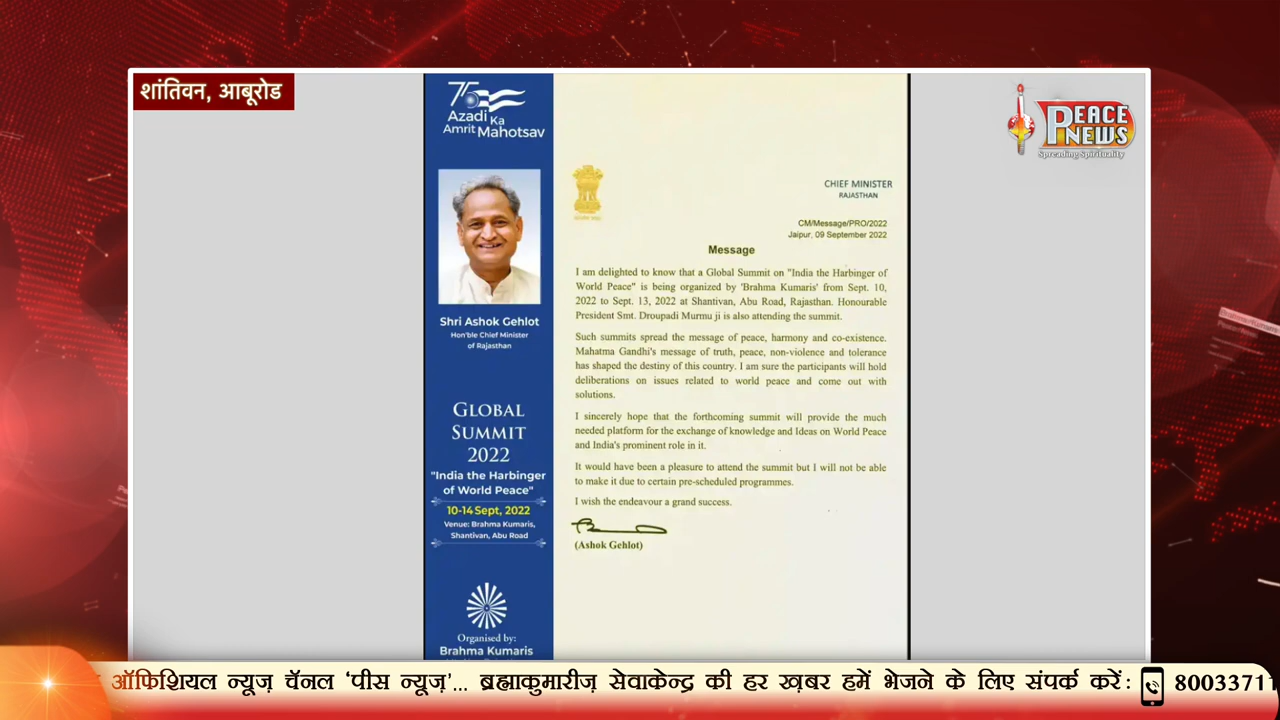 शांतिवन, आबूरोड
75
Azadi Ka
Amrit Mahotsav
Shri Ashok Gehlot
Hon'ble Chief Minister
of Rajasthan
GLOBAL
SUMMIT
2022
"India the Harbinger
of World Peace"
10-14 Sept, 2022
Venue: Brahma Kumaris,
Shantivan, Abu Road
Organised by:
Brahma Kumaris
CHIEF MINISTER
RAJASTHAN
CM/Message/PRO/2022
Jaipur, 09 September 2022
Message
I am delighted to know that a Global Summit on "India the Harbinger of
World Peace" is being organized by 'Brahma Kumaris' from Sept. 10,
2022 to Sept. 13, 2022 at Shantivan, Abu Road, Rajasthan. Honourable
President Smt. Droupadi Murmu ji is also attending the summit.
Such summits spread the message of peace, harmony and co-existence.
Mahatma Gandhi's message of truth, peace, non-violence and tolerance
has shaped the destiny of this country. I am sure the participants will hold
deliberations on issues related to world peace and come out with
solutions.
I sincerely hope that the forthcoming summit will provide the much
needed platform for the exchange of knowledge and Ideas on World Peace
and India's prominent role in it.
It would have been a pleasure to attend the summit but I will not be able
to make it due to certain pre-scheduled programmes.
I wish the endeavour a grand success.
(Ashok Gehlot)
PEACE
NEWS
Spreading Spirituality
ऑफिशियल न्यूज़ चॅनल 'पीस न्यूज़'... ब्रह्माकुमारीज़ सेवाकेन्द्र की हर ख़बर हमें भेजने के लिए संपर्क करें: 80033711